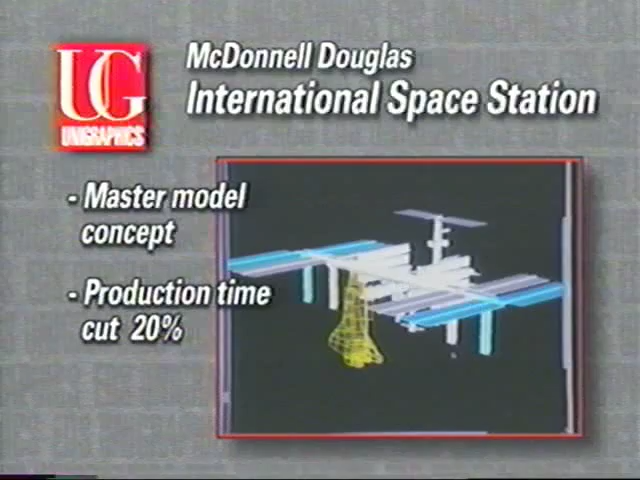 UG
UNIGRAPHICS
McDonnell Douglas
International Space Station
- Master model
concept
- Production time
cut 20%